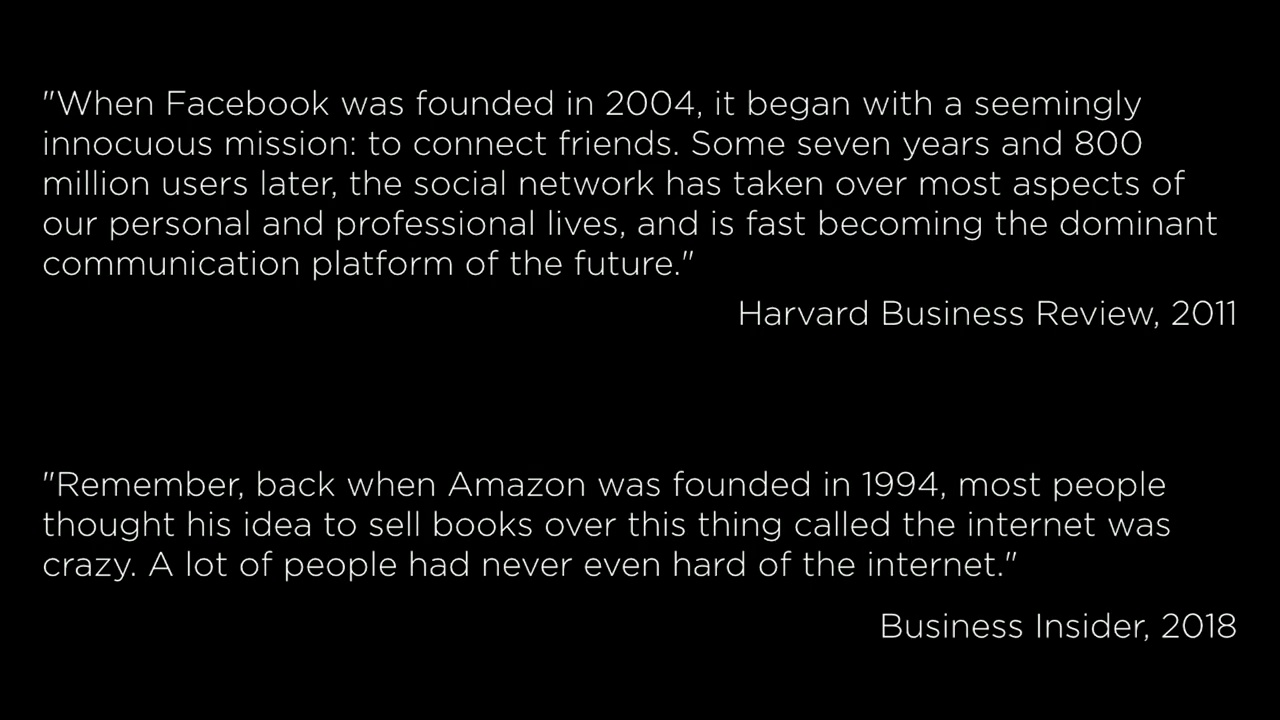 "When Facebook was founded in 2004, it began with a seemingly
innocuous mission: to connect friends. Some seven years and 800
million users later, the social network has taken over most aspects of
our personal and professional lives, and is fast becoming the dominant
communication platform of the future."
Harvard Business Review, 2011
"Remember, back when Amazon was founded in 1994, most people
thought his idea to sell books over this thing called the internet was
crazy. A lot of people had never even hard of the internet."
Business Insider, 2018